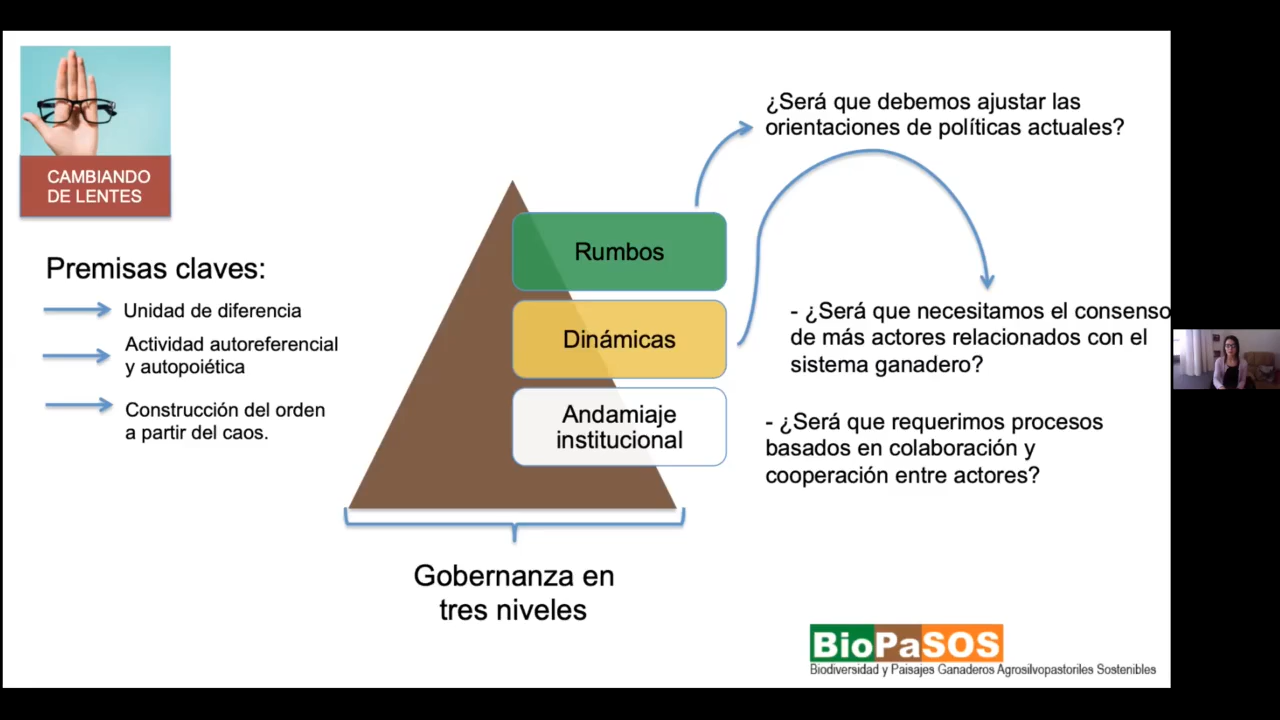 CAMBIANDO
DE LENTES
Premisas claves:
Unidad de diferencia
Actividad autoreferencial
y autopoiética
Construcción del orden
a partir del caos.
Rumbos
Dinámicas
Andamiaje
institucional
Gobernanza en
tres niveles
¿Será que debemos ajustar las
orientaciones de políticas actuales?
- ¿Será que necesitamos el consenso
de más actores relacionados con el
sistema ganadero?
- ¿Será que requerimos procesos
basados en colaboración y
cooperación entre actores?
BioPaSOS
Biodiversidad y Paisajes Ganaderos Agrosilvopastoriles Sostenibles